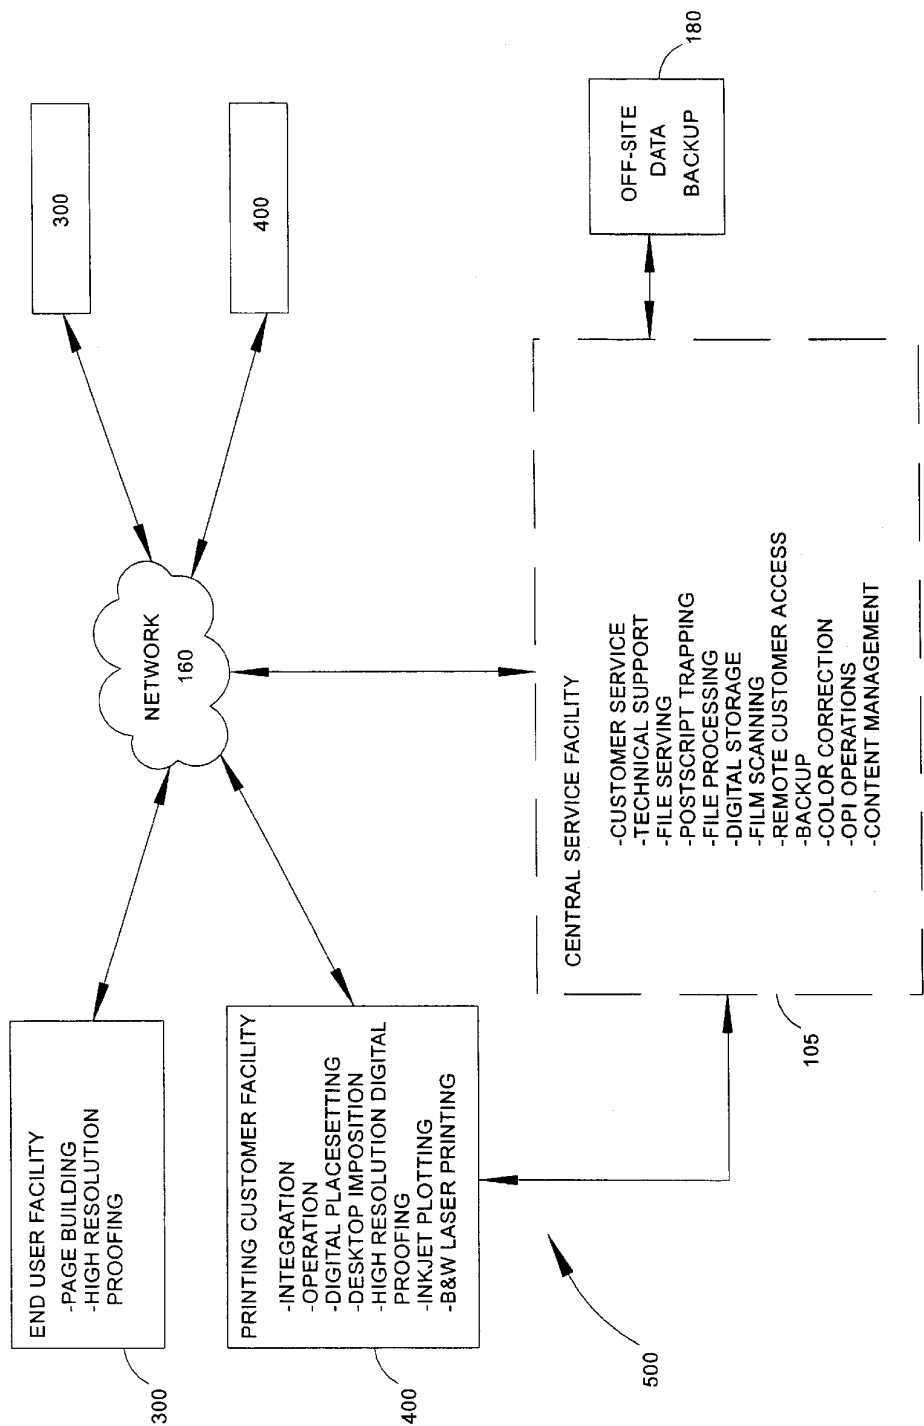 END USER FACILITY
-PAGE BUILDING
-HIGH RESOLUTION
PROOFING
300
PRINTING CUSTOMER FACILITY
-INTEGRATION
-OPERATION
-DIGITAL PLACESETTING
-DESKTOP IMPOSITION
-HIGH RESOLUTION DIGITAL
PROOFING
-INKJET PLOTTING
-B&W LASER PRINTING
400
NETWORK
160
300
400
500
CENTRAL SERVICE FACILITY
-CUSTOMER SERVICE
-TECHNICAL SUPPORT
-FILE SERVING
-POSTSCRIPT TRAPPING
-FILE PROCESSING
-DIGITAL STORAGE
-FILM SCANNING
-REMOTE CUSTOMER ACCESS
-BACKUP
-COLOR CORRECTION
-OPI OPERATIONS
-CONTENT MANAGEMENT
105
OFF-SITE
DATA
BACKUP
180